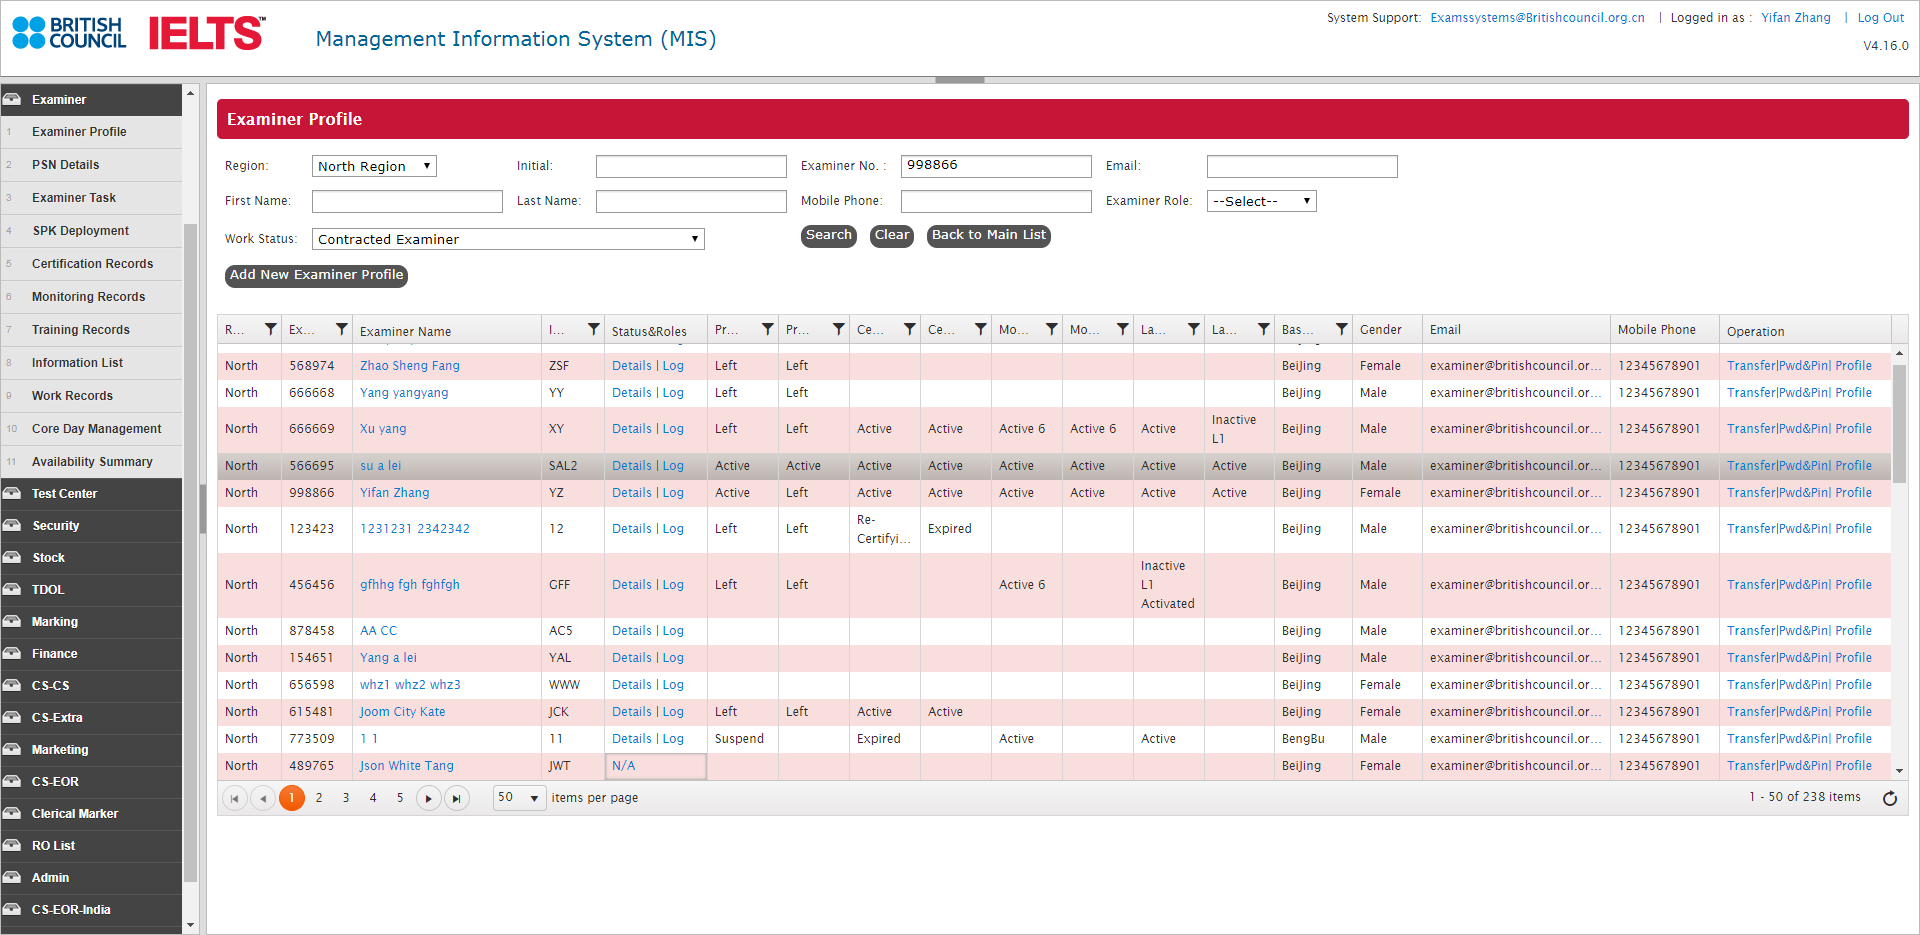 BRITISH COUNCIL
IELTS™
Management Information System (MIS)
System Support: Examssystems@Britishcouncil.org.cn | Logged in as : Yifan Zhang | Log Out
V4.16.0
Examiner
1 Examiner Profile
2 PSN Details
3 Examiner Task
4 SPK Deployment
5 Certification Records
6 Monitoring Records
7 Training Records
8 Information List
9 Work Records
10 Core Day Management
11 Availability Summary
Test Center
Security
Stock
TDOL
Marking
Finance
CS-CS
CS-Extra
Marketing
CS-EOR
Clerical Marker
RO List
Admin
CS-EOR-India
Examiner Profile
Region: North Region Initial: Examiner No. : 998866 Email:
First Name: Last Name: Mobile Phone: Examiner Role: --Select--
Work Status: Contracted Examiner Search Clear Back to Main List
Add New Examiner Profile
R... Ex... Examiner Name I... Status&Roles Pr... Pr... Ce... Ce... Mo... Mo... La... La... Bas... Gender Email Mobile Phone Operation
North 568974 Zhao Sheng Fang ZSF Details | Log Left Left BeiJing Female examiner@britishcouncil.or... 12345678901 Transfer|Pwd&Pin| Profile
North 666668 Yang yangyang YY Details | Log Left Left BeiJing Male examiner@britishcouncil.or... 12345678901 Transfer|Pwd&Pin| Profile
North 666669 Xu yang XY Details | Log Left Left Active Active Active 6 Active 6 Active Inactive L1 BeiJing Male examiner@britishcouncil.or... 12345678901 Transfer|Pwd&Pin| Profile
North 566695 su a lei SAL2 Details | Log Active Active Active Active Active Active Active Active BeiJing Male examiner@britishcouncil.or... 12345678901 Transfer|Pwd&Pin| Profile
North 998866 Yifan Zhang YZ Details | Log Active Left Active Active Active Active Active Active BeiJing Female examiner@britishcouncil.or... 12345678901 Transfer|Pwd&Pin| Profile
North 123423 1231231 2342342 12 Details | Log Left Left Re-Certifyi... Expired BeiJing Male examiner@britishcouncil.or... 12345678901 Transfer|Pwd&Pin| Profile
North 456456 gfhhg fgh fghfgh GFF Details | Log Left Left Active 6 Inactive L1 Activated BeiJing Male examiner@britishcouncil.or... 12345678901 Transfer|Pwd&Pin| Profile
North 878458 AA CC AC5 Details | Log BeiJing Male examiner@britishcouncil.or... 12345678901 Transfer|Pwd&Pin| Profile
North 154651 Yang a lei YAL Details | Log BeiJing Male examiner@britishcouncil.or... 12345678901 Transfer|Pwd&Pin| Profile
North 656598 whz1 whz2 whz3 WWW Details | Log BeiJing Female examiner@britishcouncil.or... 12345678901 Transfer|Pwd&Pin| Profile
North 615481 Joom City Kate JCK Details | Log Left Left Active Active BeiJing Female examiner@britishcouncil.or... 12345678901 Transfer|Pwd&Pin| Profile
North 773509 1 1 11 Details | Log Suspend Expired Active Active BengBu Male examiner@britishcouncil.or... 12345678901 Transfer|Pwd&Pin| Profile
North 489765 Json White Tang JWT N/A BeiJing Female examiner@britishcouncil.or... 12345678901 Transfer|Pwd&Pin| Profile
1 2 3 4 5 50 items per page 1 - 50 of 238 items